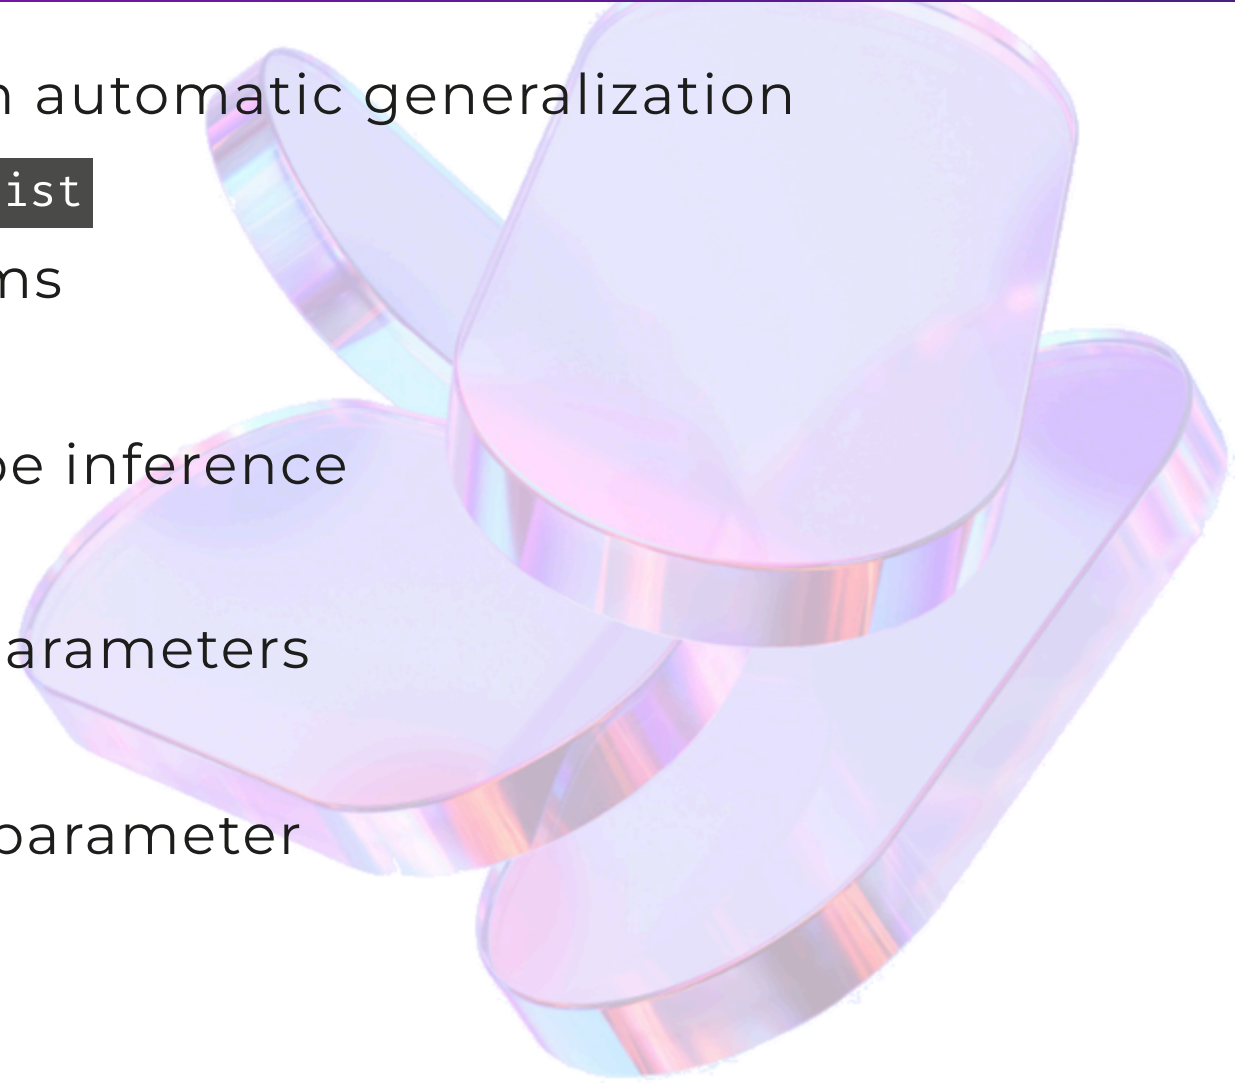 automatic generalization
ist
ms
inference
arameters
parameter